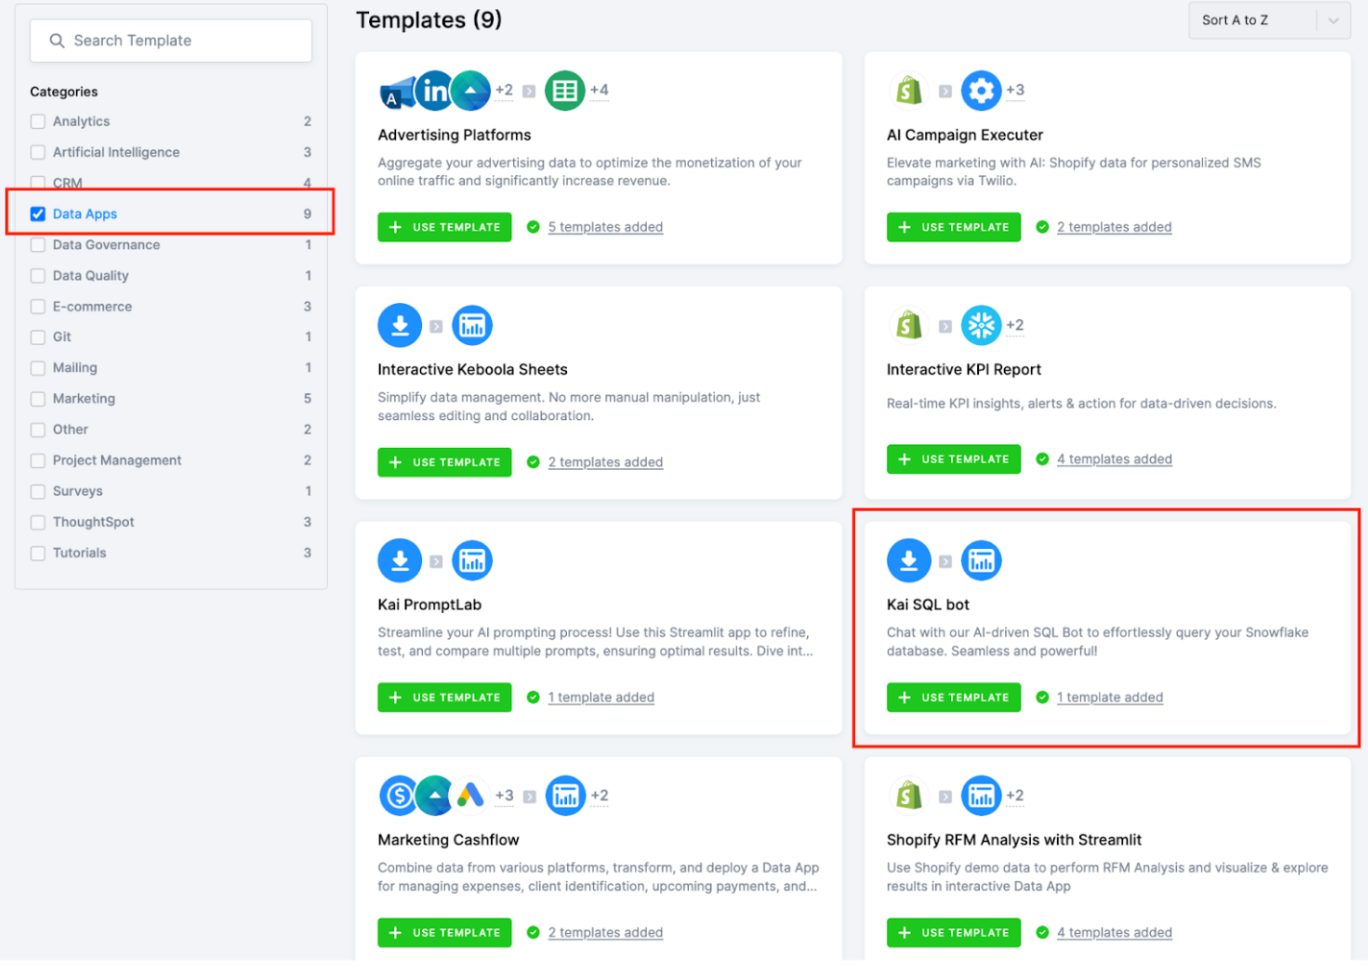 Search Template
Categories
Analytics 2
Artificial Intelligence 3
CRM 4
Data Apps 9
Data Governance 1
Data Quality 1
E-commerce 3
Git 1
Mailing 1
Marketing 5
Other 2
Project Management 2
Surveys 1
ThoughtSpot 3
Tutorials 3
Templates (9)
Sort A to Z
A in +2 +4
Advertising Platforms
Aggregate your advertising data to optimize the monetization of your
online traffic and significantly increase revenue.
+ USE TEMPLATE 5 templates added
S +3
AI Campaign Executer
Elevate marketing with AI: Shopify data for personalized SMS
campaigns via Twilio.
+ USE TEMPLATE 2 templates added
Interactive Keboola Sheets
Simplify data management. No more manual manipulation, just
seamless editing and collaboration.
+ USE TEMPLATE 2 templates added
S +2
Interactive KPI Report
Real-time KPI insights, alerts & action for data-driven decisions.
+ USE TEMPLATE 4 templates added
Kai PromptLab
Streamline your AI prompting process! Use this Streamlit app to refine,
test, and compare multiple prompts, ensuring optimal results. Dive int...
+ USE TEMPLATE 1 template added
Kai SQL bot
Chat with our AI-driven SQL Bot to effortlessly query your Snowflake
database. Seamless and powerful!
+ USE TEMPLATE 1 template added
$ +3 +2
Marketing Cashflow
Combine data from various platforms, transform, and deploy a Data App
for managing expenses, client identification, upcoming payments, and...
+ USE TEMPLATE 2 templates added
S +2
Shopify RFM Analysis with Streamlit
Use Shopify demo data to perform RFM Analysis and visualize & explore
results in interactive Data App
+ USE TEMPLATE 4 templates added